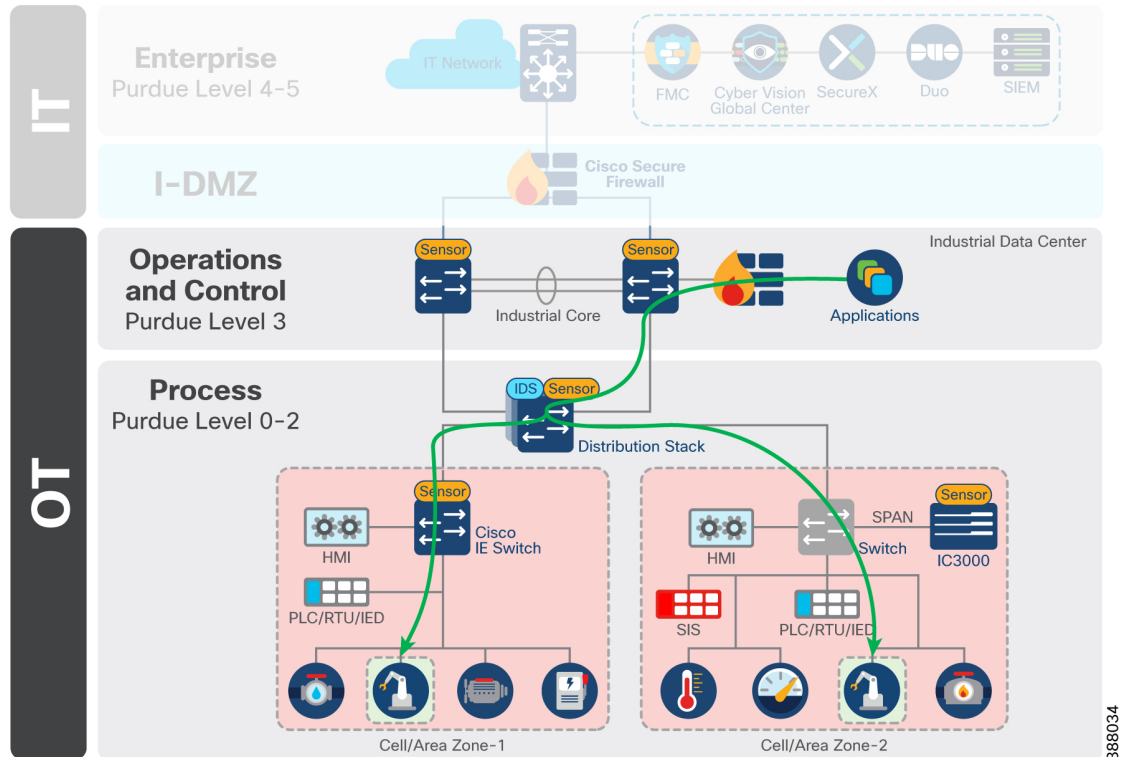 IT
Enterprise
Purdue Level 4-5
IT Network
FMC
Cyber Vision
Global Center
SecureX
Duo
SIEM
I-DMZ
Cisco Secure
Firewall
OT
Operations
and Control
Purdue Level 3
Sensor
Sensor
Industrial Core
Industrial Data Center
Applications
Process
Purdue Level 0-2
IDS
Sensor
Distribution Stack
Sensor
HMI
Cisco
IE Switch
PLC/RTU/IED
Cell/Area Zone-1
HMI
SPAN
Switch
Sensor
IC3000
SIS
PLC/RTU/IED
Cell/Area Zone-2
388034